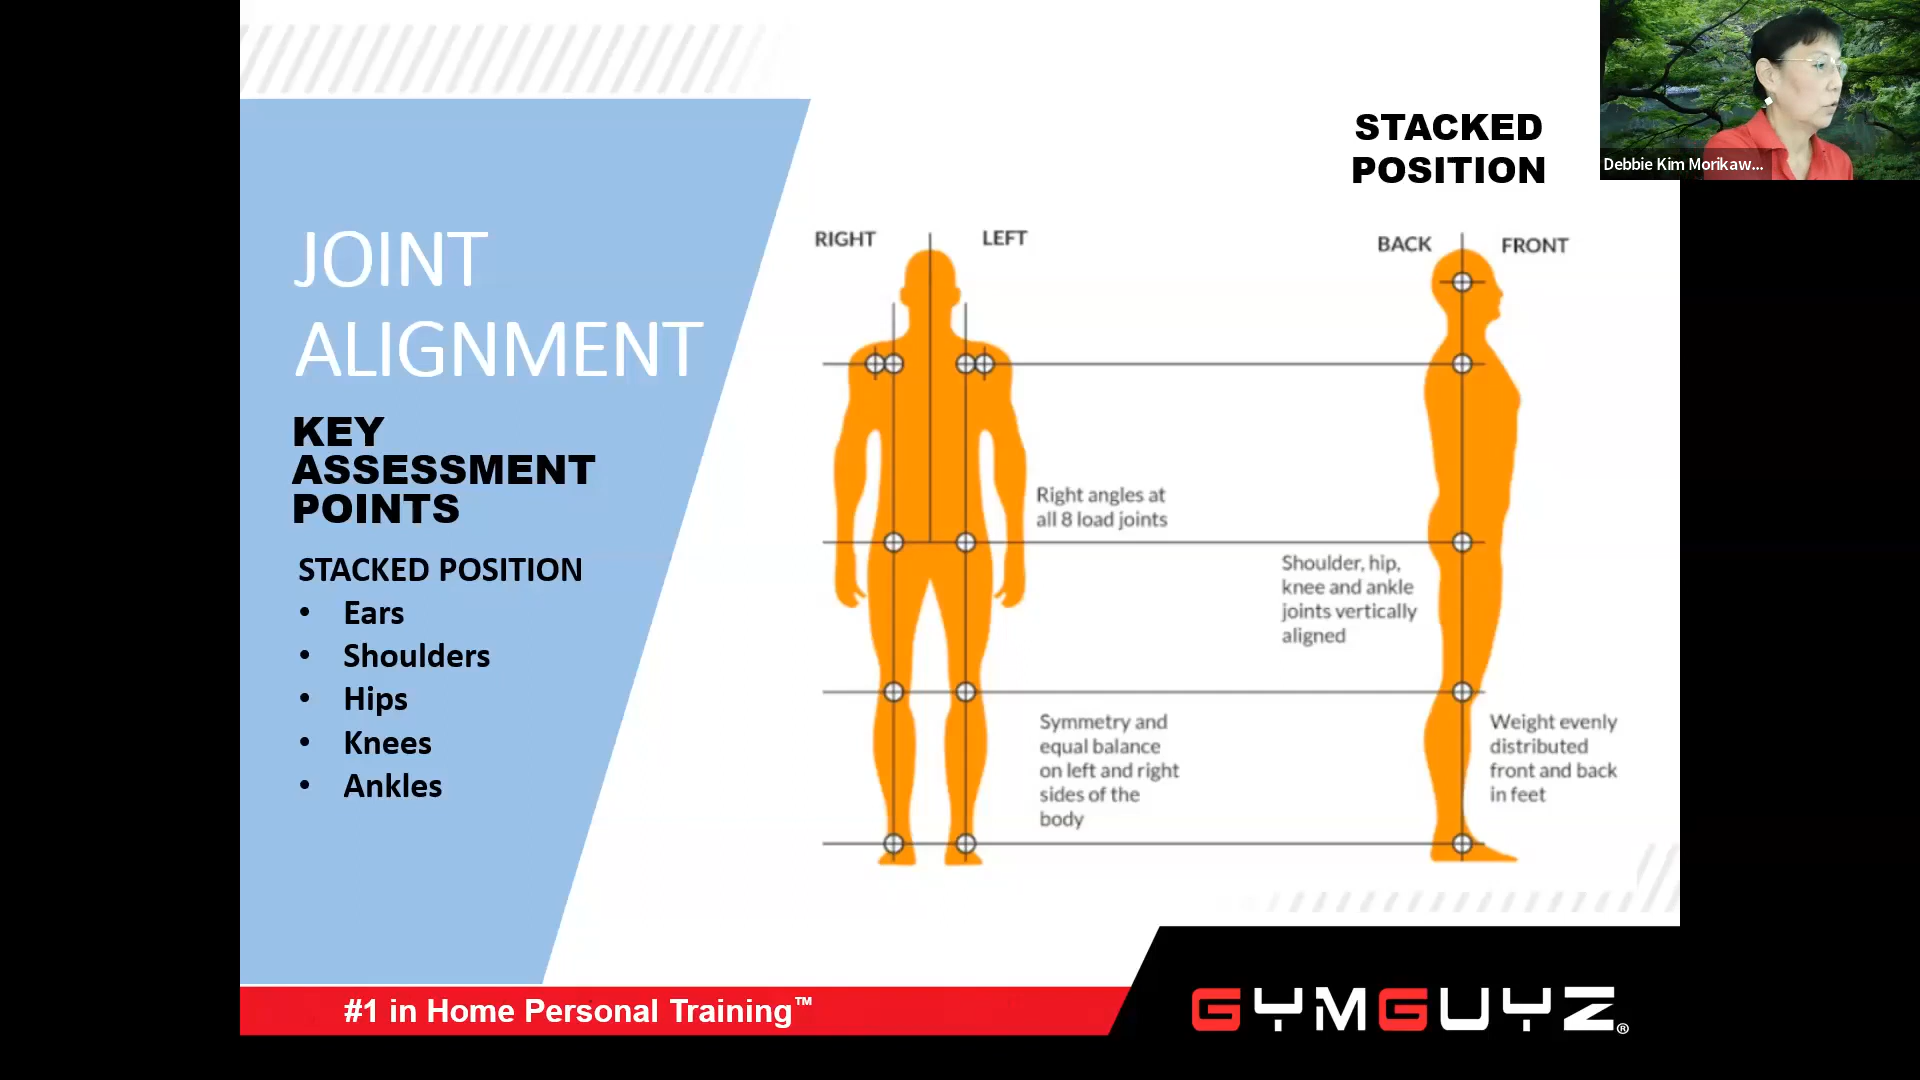 JOINT
ALIGNMENT
KEY
ASSESSMENT
POINTS
STACKED POSITION
• Ears
• Shoulders
• Hips
• Knees
• Ankles
STACKED
POSITION
RIGHT
LEFT
BACK
FRONT
Right angles at
all 8 load joints
Shoulder, hip,
knee and ankle
joints vertically
aligned
Symmetry and
equal balance
on left and right
sides of the
body
Weight evenly
distributed
front and back
in feet
#1 in Home Personal Training™
GYMGUYZ®
Debbie Kim Morikaw...